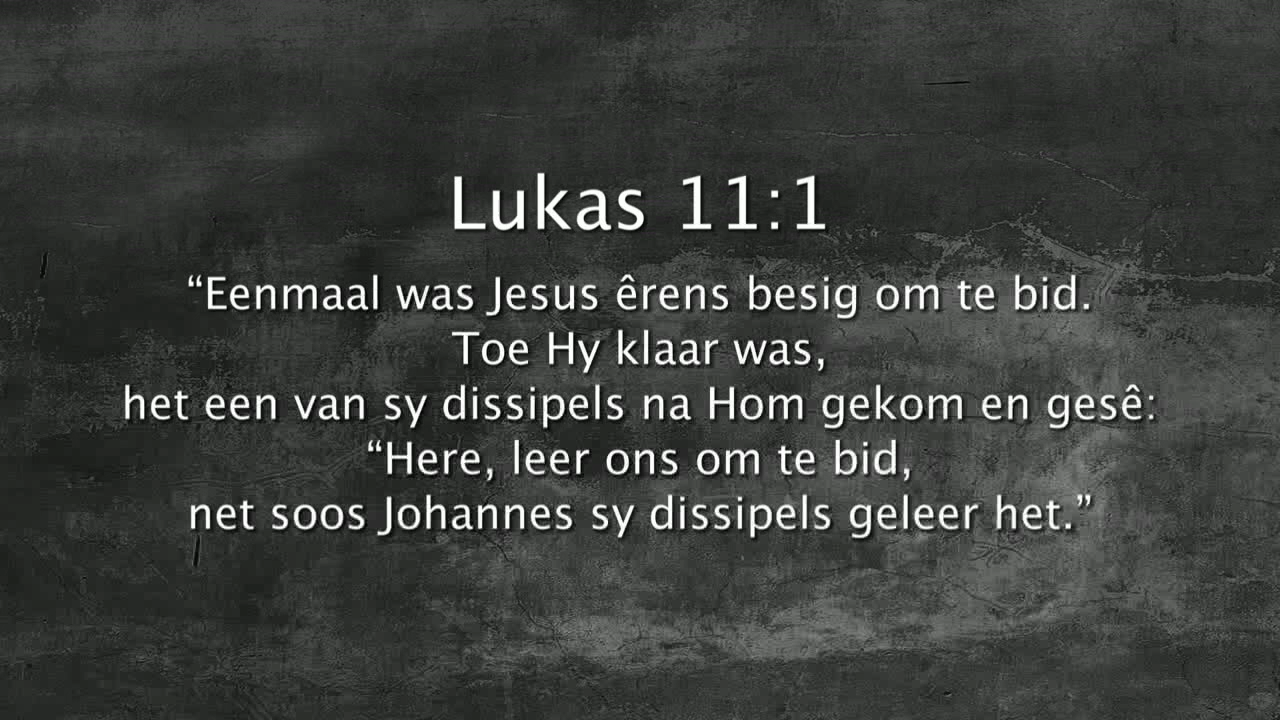 Lukas 11:1
“Eenmaal was Jesus êrens besig om te bid.
Toe Hy klaar was,
het een van sy dissipels na Hom gekom en gesê:
“Here, leer ons om te bid,
net soos Johannes sy dissipels geleer het.”